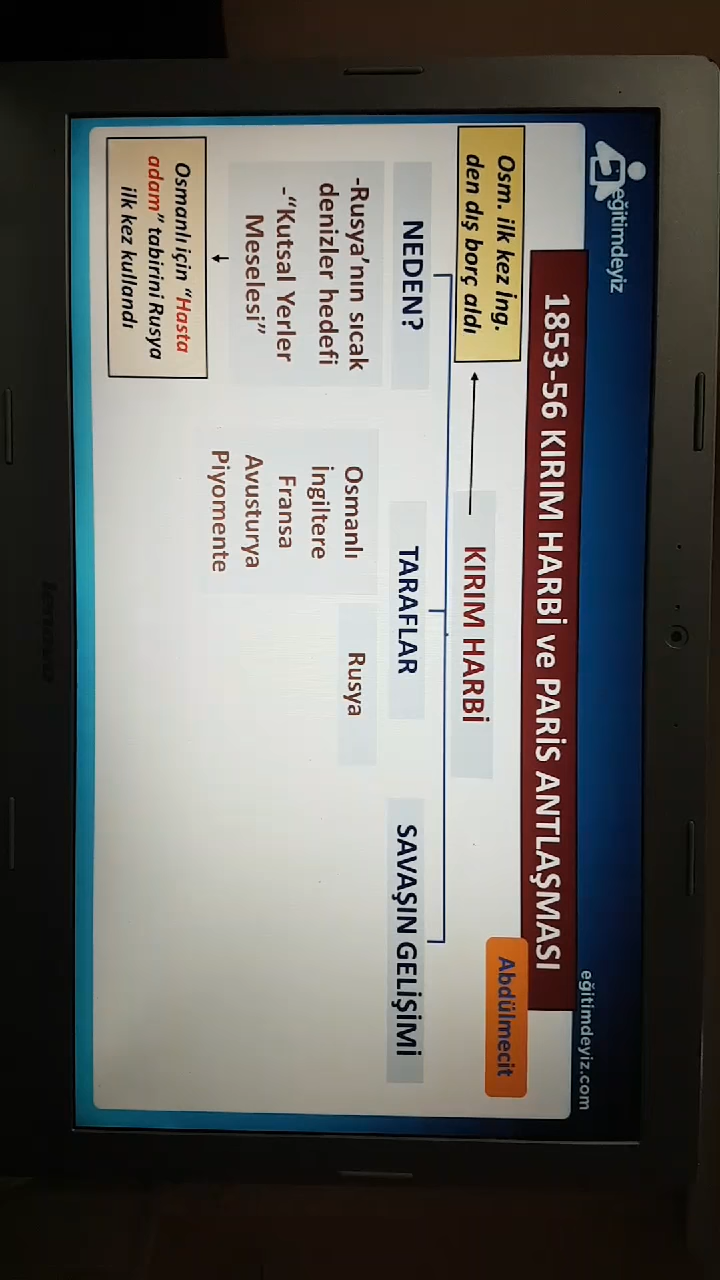 eğitimdeyiz
eğitimdeyiz.com
1853-56 KIRIM HARBİ ve PARİS ANTLAŞMASI
Osm. ilk kez İng.
den dış borç aldı
KIRIM HARBİ
Abdülmecit
NEDEN?
-Rusya’nın sıcak
denizler hedefi
-“Kutsal Yerler
Meselesi”
Osmanlı için “Hasta
adam” tabirini Rusya
ilk kez kullandı
TARAFLAR
Osmanlı
İngiltere
Fransa
Avusturya
Piyomente
Rusya
SAVAŞIN GELİŞİMİ
lenovo